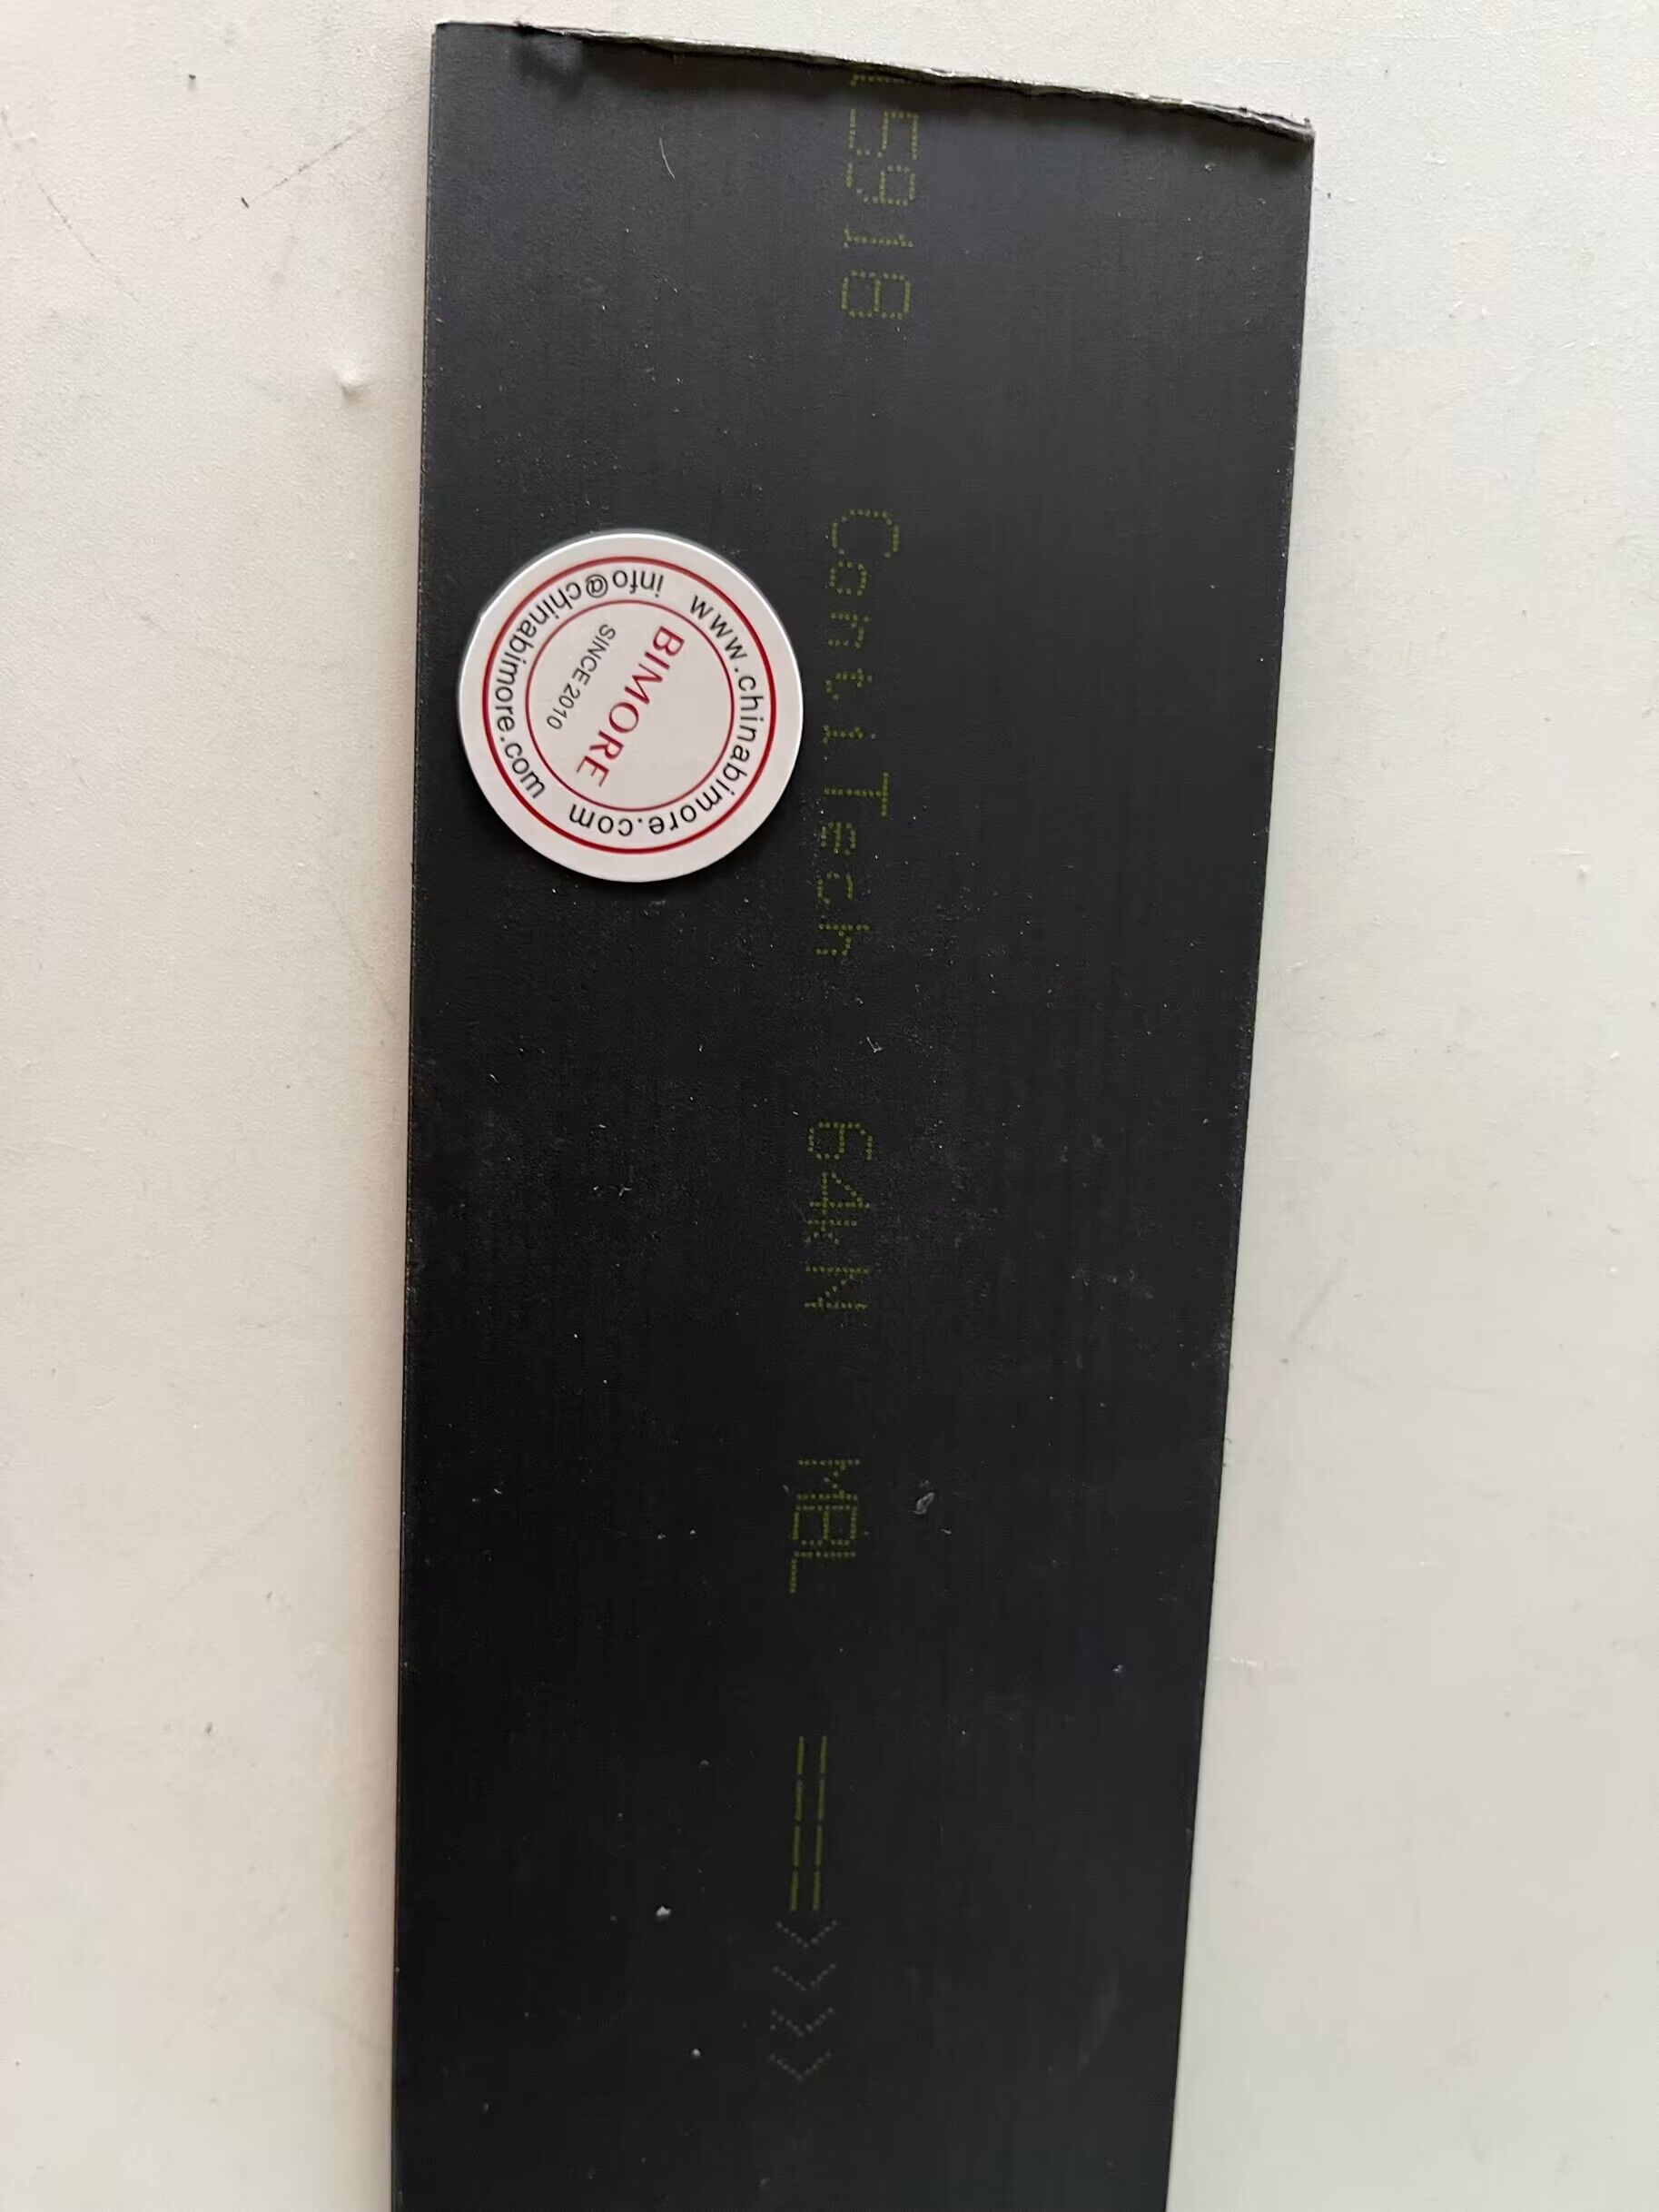 15918 ContiTech 64kN MBL ====>>>>
www.chinabimore.com
info@chinabimore.com
BIMORE
SINCE 2010